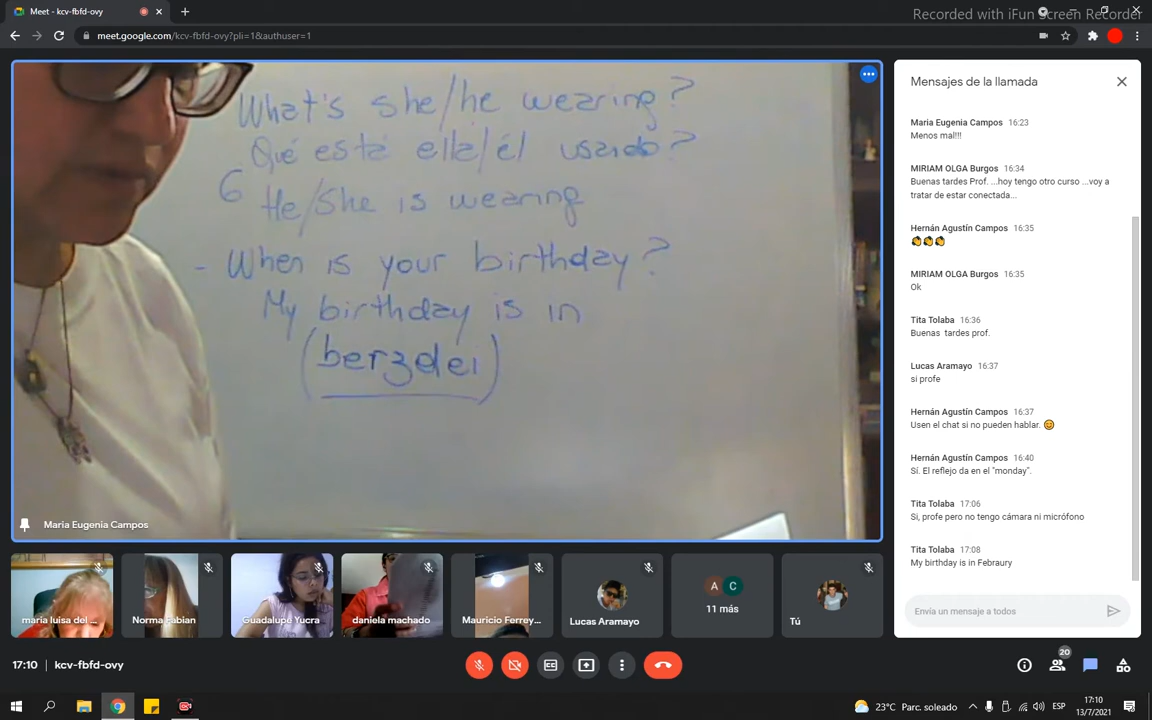 Meet - kcv-fbfd-ovy
Recorded with iFun Screen Recorder
meet.google.com/kcv-fbfd-ovy?pli=1&authuser=1
What's she/he wearing?
Qué está ella/él usando?
6 He/She is wearing
- When is your birthday?
My birthday is in
(berzdei)
Maria Eugenia Campos
maria luisa del ...
Norma Fabian
Guadalupe Yucra
daniela machado
Mauricio Ferrey...
Lucas Aramayo
A C
11 más
Tú
Mensajes de la llamada
Maria Eugenia Campos 16:23
Menos mal!!!
MIRIAM OLGA Burgos 16:34
Buenas tardes Prof. ...hoy tengo otro curso ...voy a
tratar de estar conectada...
Hernán Agustín Campos 16:35
👏👏👏
MIRIAM OLGA Burgos 16:35
Ok
Tita Tolaba 16:36
Buenas tardes prof.
Lucas Aramayo 16:37
si profe
Hernán Agustín Campos 16:37
Usen el chat si no pueden hablar. 😊
Hernán Agustín Campos 16:40
Sí. El reflejo da en el "monday".
Tita Tolaba 17:06
Si, profe pero no tengo cámara ni micrófono
Tita Tolaba 17:08
My birthday is in Febraury
Envía un mensaje a todos
17:10 | kcv-fbfd-ovy
20
23°C Parc. soleado
ESP
17:10
13/7/2021